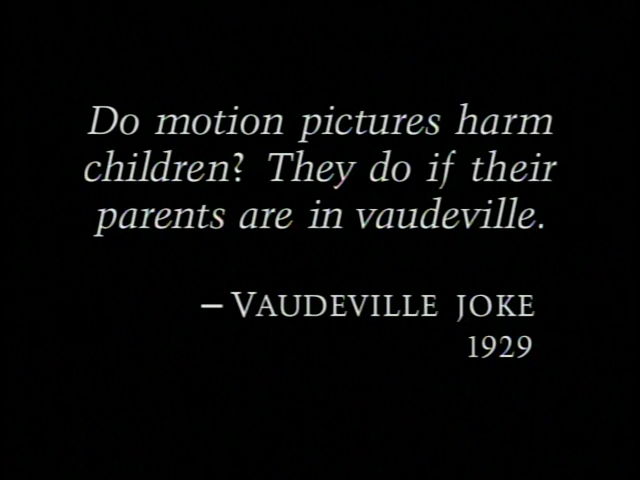 Do motion pictures harm
children? They do if their
parents are in vaudeville.
– VAUDEVILLE JOKE
1929